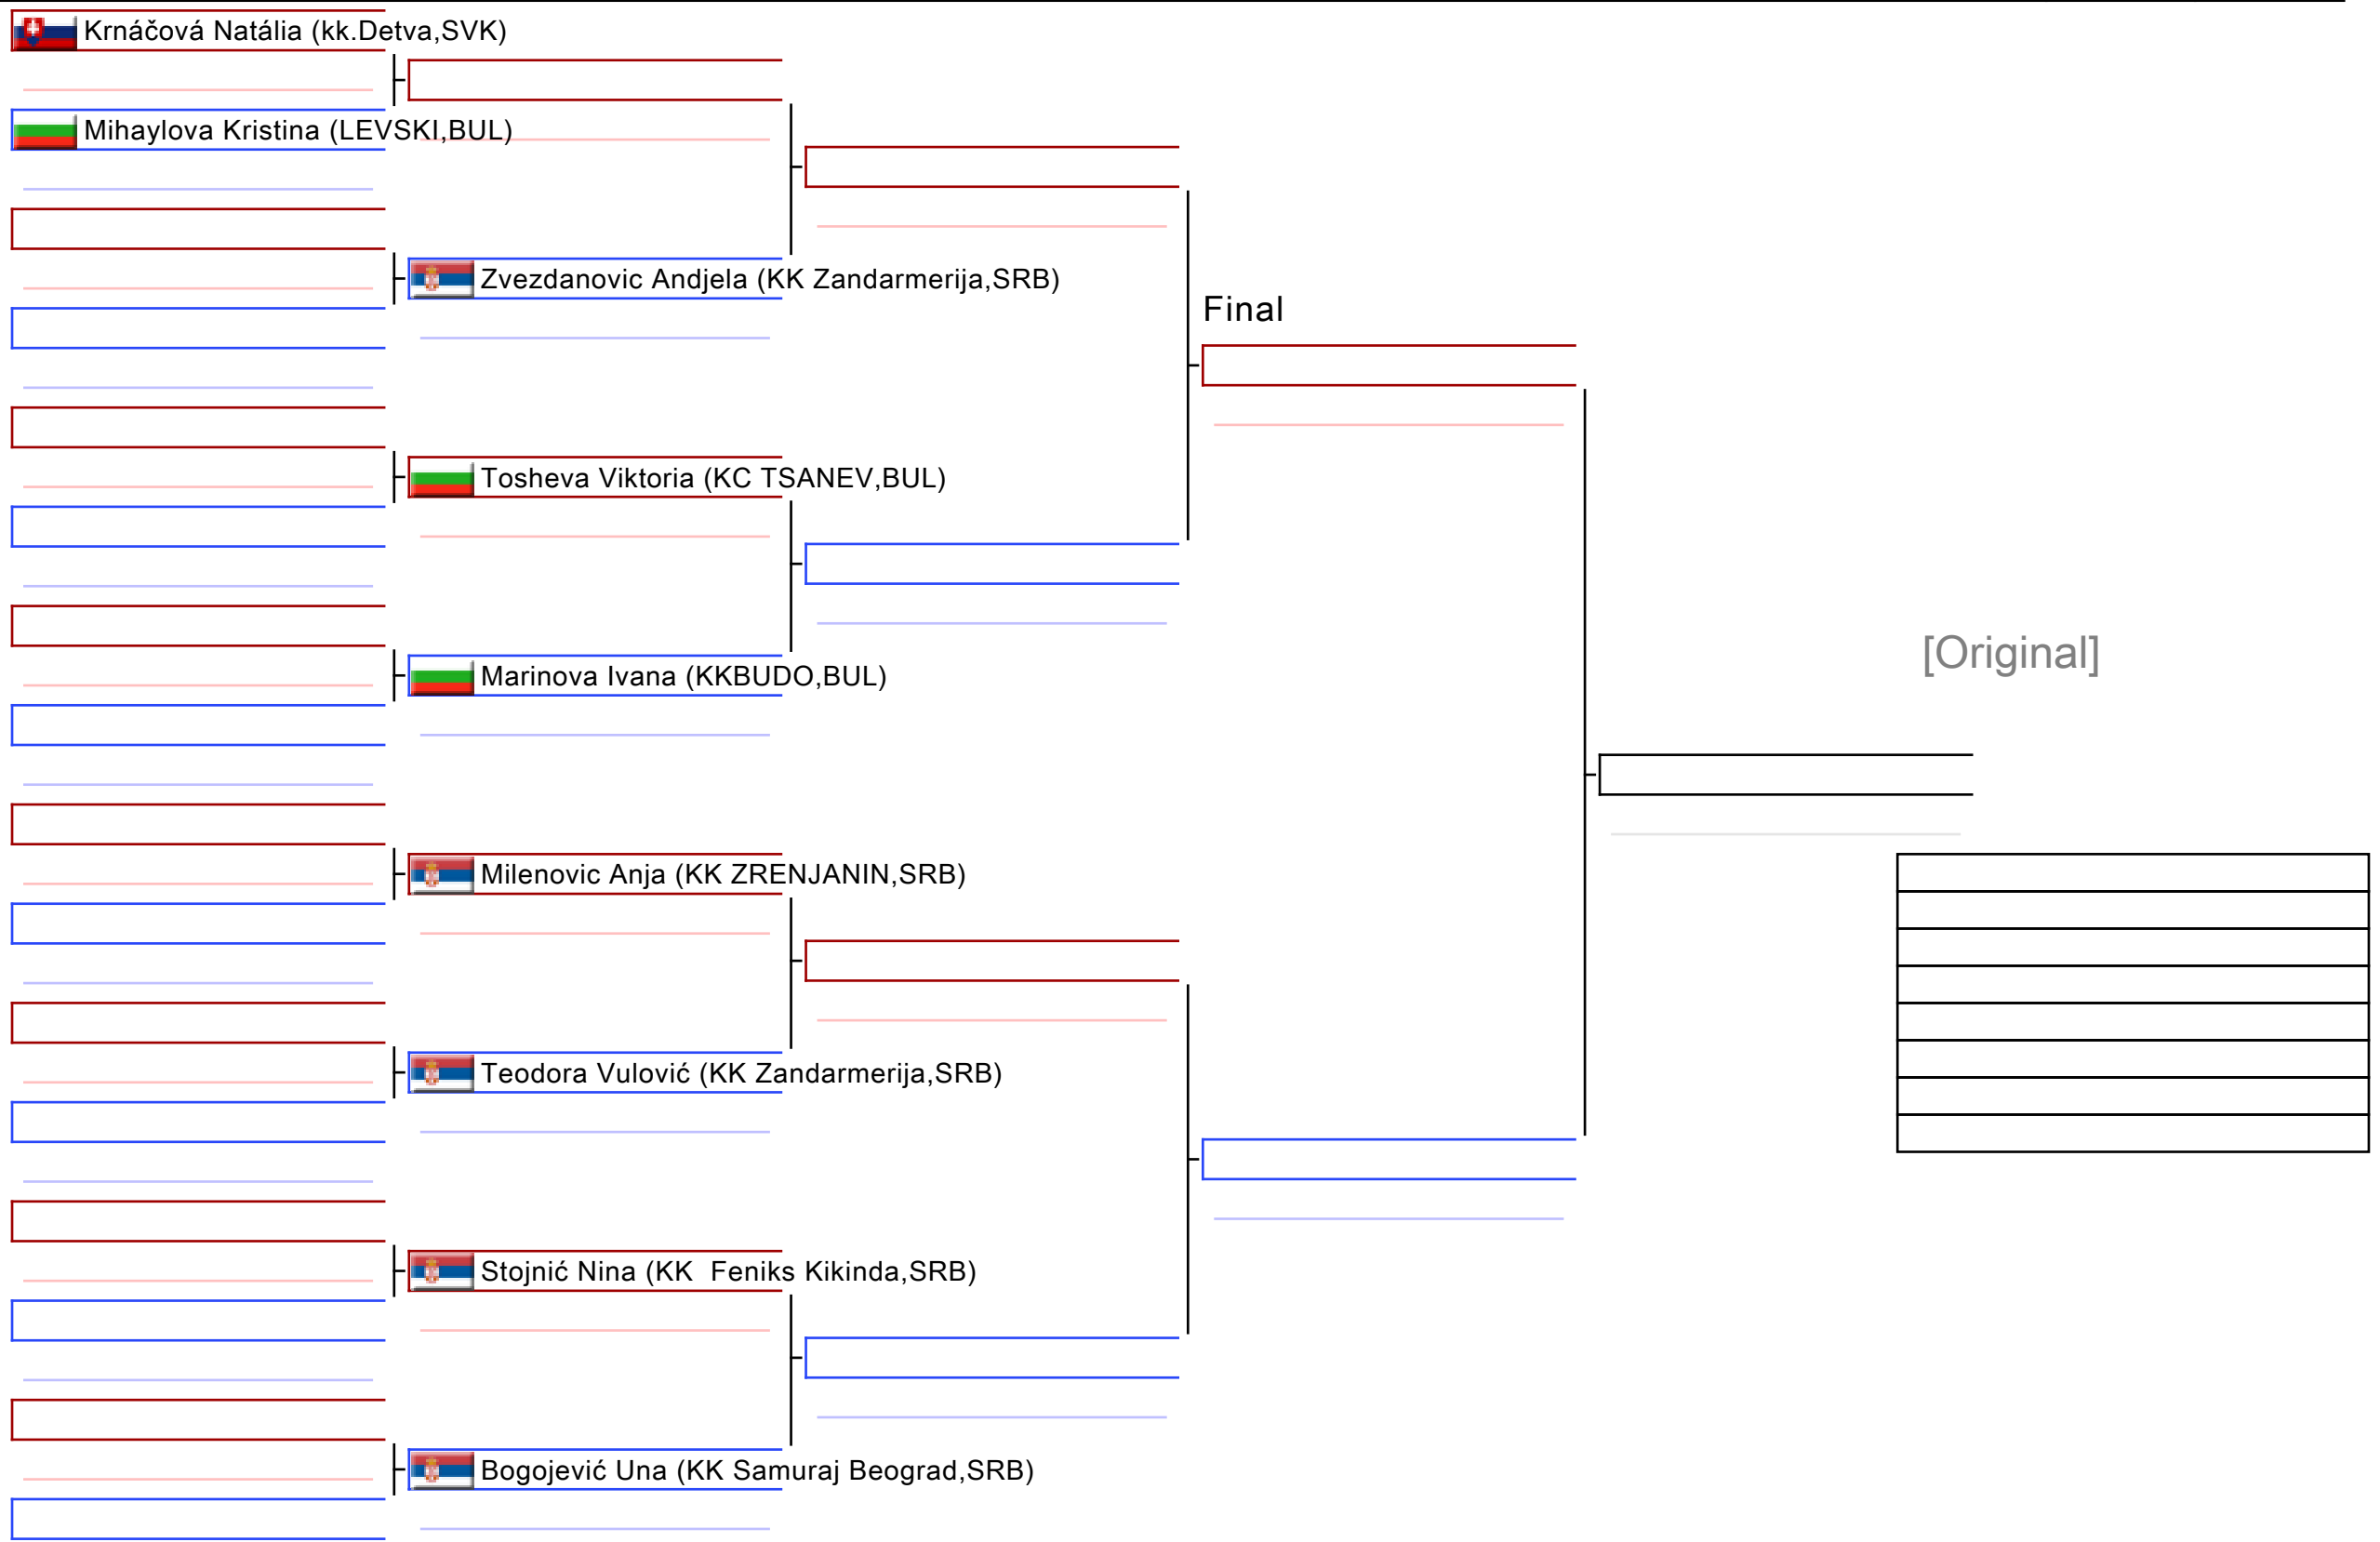 Krnáčová Natália (kk.Detva,SVK)
Mihaylova Kristina (LEVSKI,BUL)
Zvezdanovic Andjela (KK Zandarmerija,SRB)
Final
Tosheva Viktoria (KC TSANEV,BUL)
[Original]
Marinova Ivana (KKBUDO,BUL)
Milenovic Anja (KK ZRENJANIN,SRB)
Teodora Vulović (KK Zandarmerija,SRB)
Stojnić Nina (KK  Feniks Kikinda,SRB)
Bogojević Una (KK Samuraj Beograd,SRB)